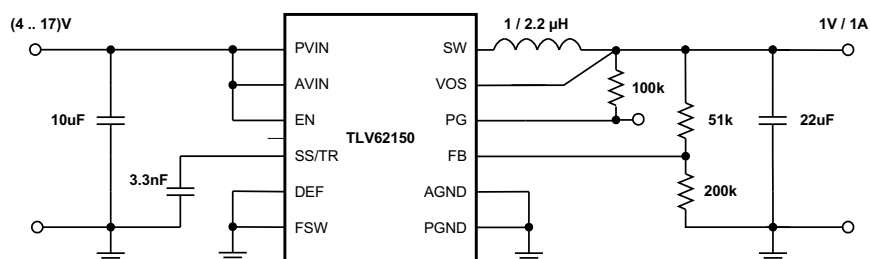 (4 .. 17)V
1 / 2.2 µH
1V / 1A
PVIN
SW
AVIN
VOS
100k
10uF
EN
PG
51k
22uF
TLV62150
SS/TR
FB
3.3nF
DEF
AGND
200k
FSW
PGND